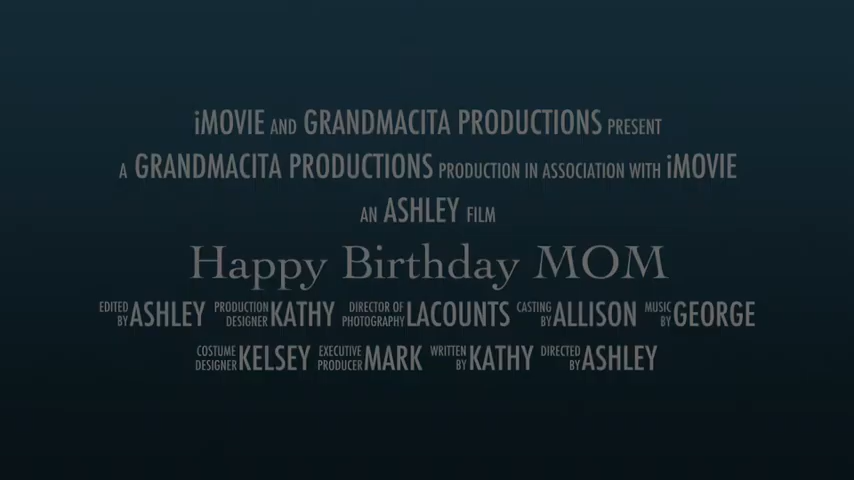 iMOVIE AND GRANDMACITA PRODUCTIONS PRESENT
A GRANDMACITA PRODUCTIONS PRODUCTION IN ASSOCIATION WITH iMOVIE
AN ASHLEY FILM
Happy Birthday MOM
EDITED BY ASHLEY PRODUCTION DESIGNER KATHY DIRECTOR OF PHOTOGRAPHY LACOUNTS CASTING BY ALLISON MUSIC BY GEORGE
COSTUME DESIGNER KELSEY EXECUTIVE PRODUCER MARK WRITTEN BY KATHY DIRECTED BY ASHLEY